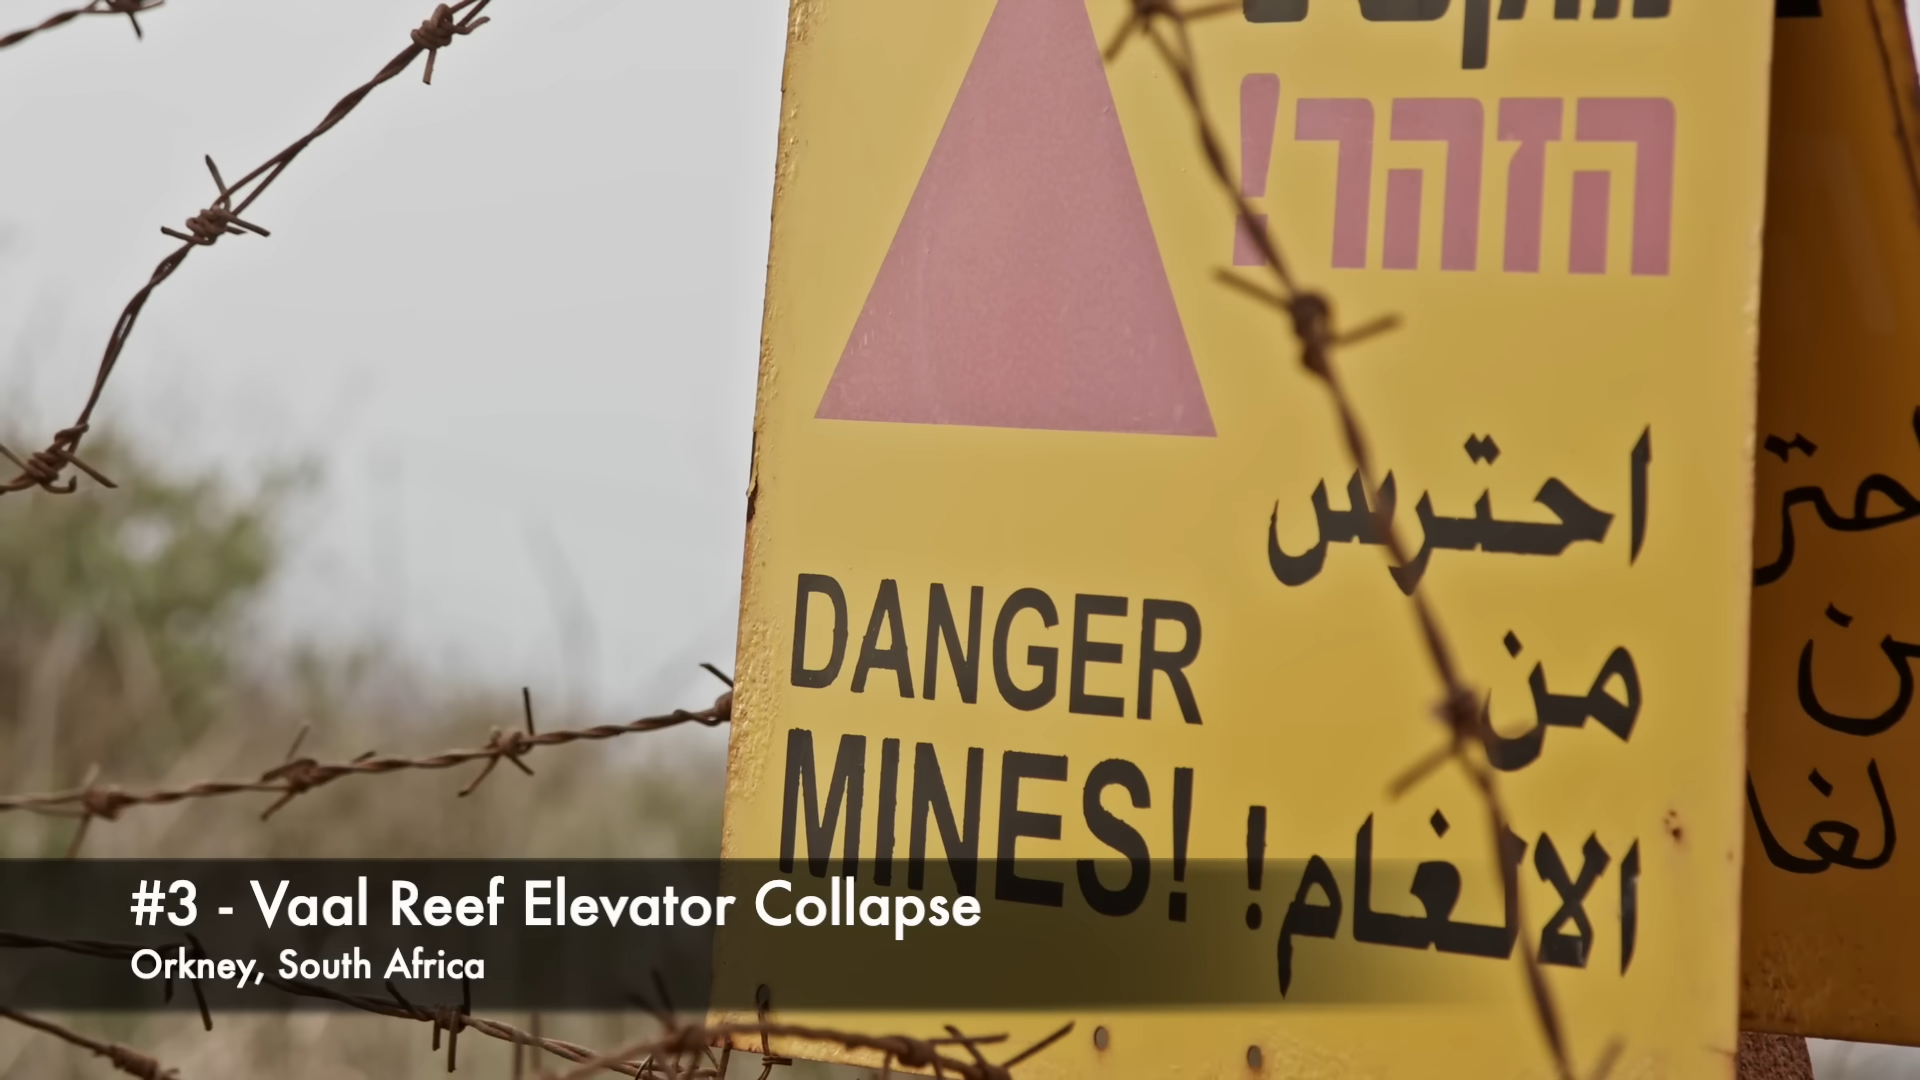 הזהר!
احترس
من
الالغام!
DANGER
MINES!
#3 - Vaal Reef Elevator Collapse
Orkney, South Africa